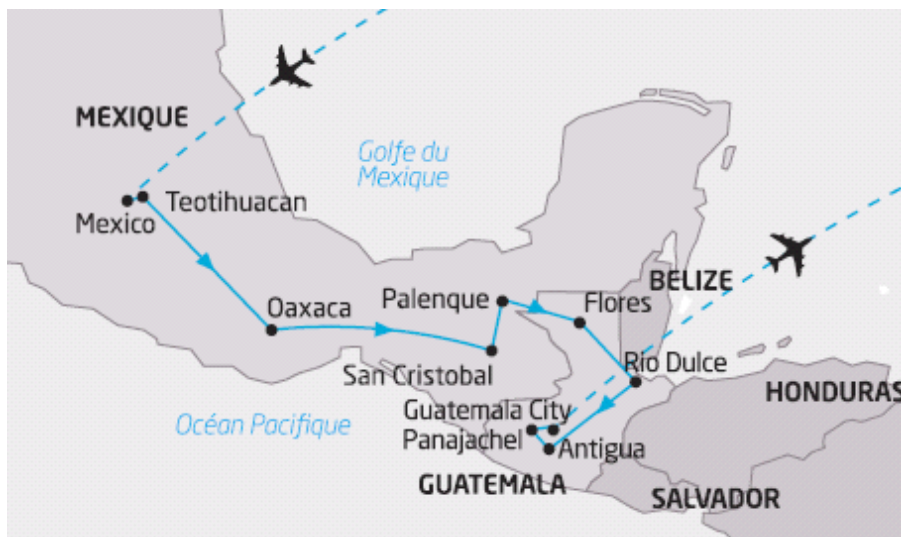 MEXIQUE
Golfe du
Mexique
Teotihuacan
Mexico
BELIZE
Palenque
Flores
Oaxaca
San Cristobal
Rio Dulce
HONDURAS
Océan Pacifique
Guatemala City
Panajachel
Antigua
GUATEMALA
SALVADOR